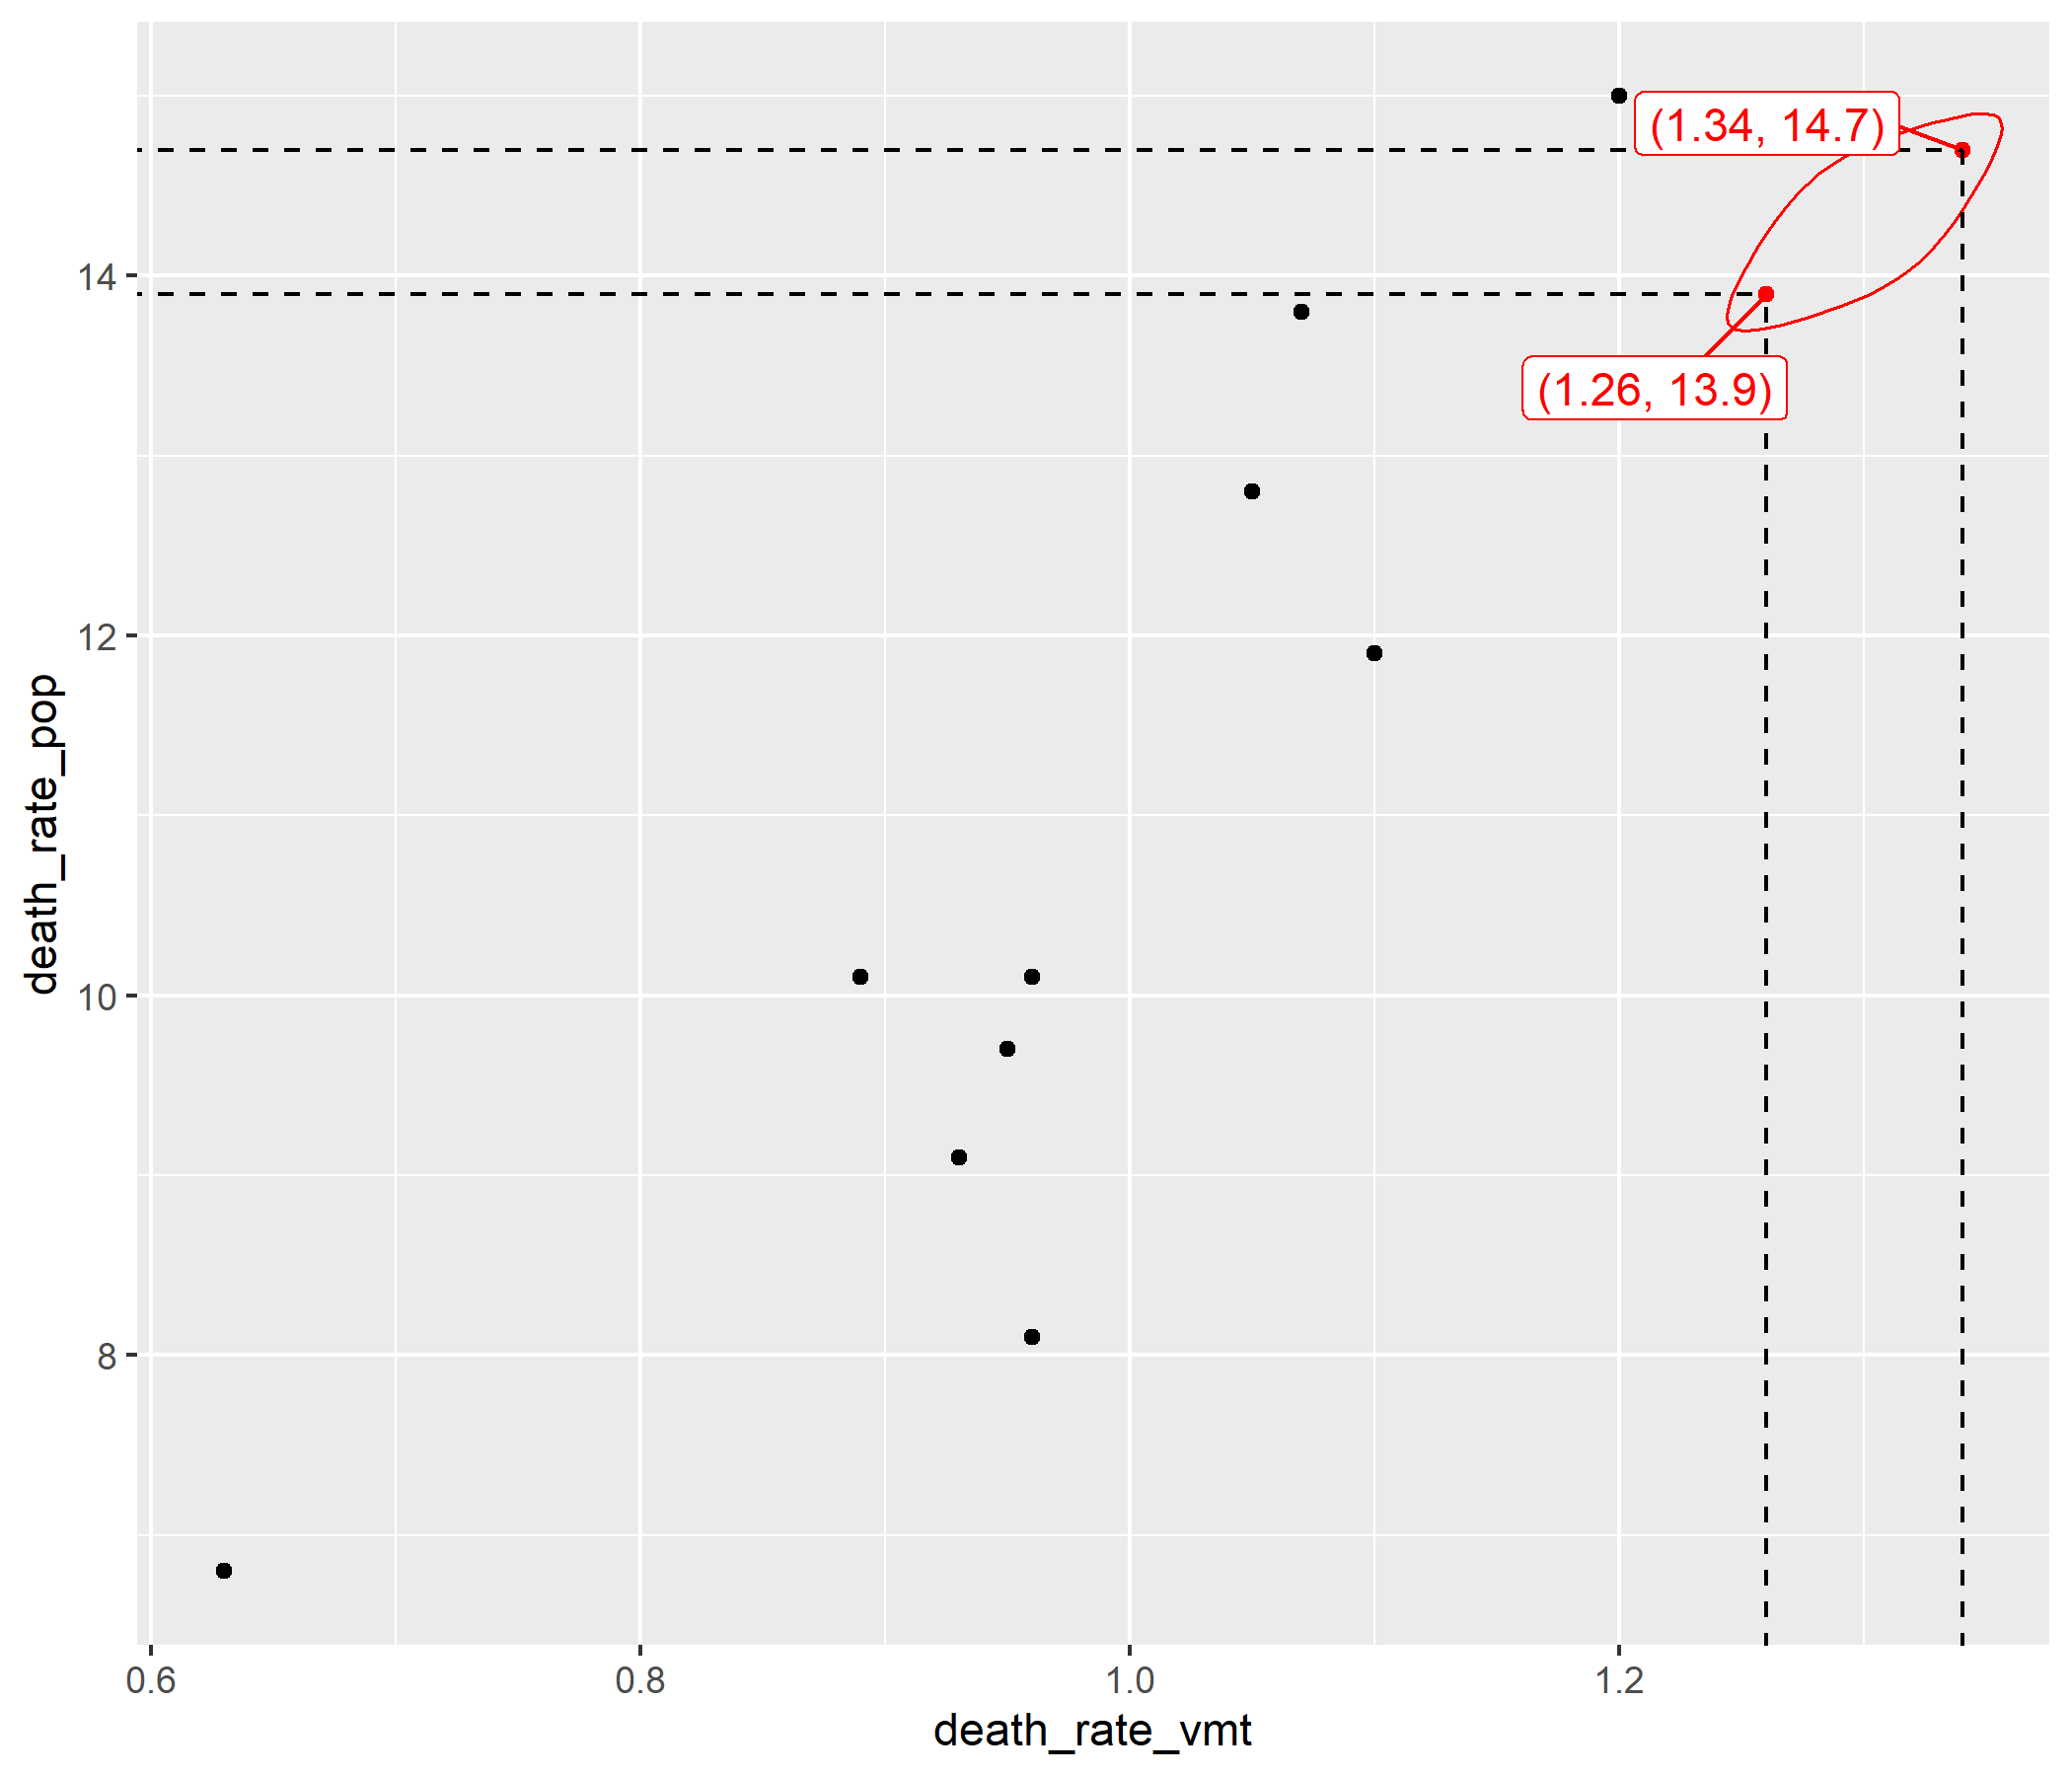 (1.34, 14.7)
14
(1.26, 13.9)
12
death_rate_pop
10
8
0.6 0.8 1.0 1.2
death_rate_vmt